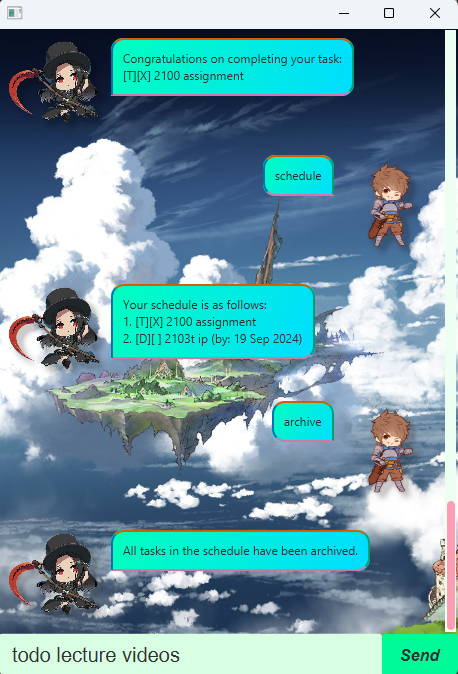 Congratulations on completing your task:
[T][X] 2100 assignment
schedule
Your schedule is as follows:
1. [T][X] 2100 assignment
2. [D][ ] 2103t ip (by: 19 Sep 2024)
archive
All tasks in the schedule have been archived.
todo lecture videos
Send